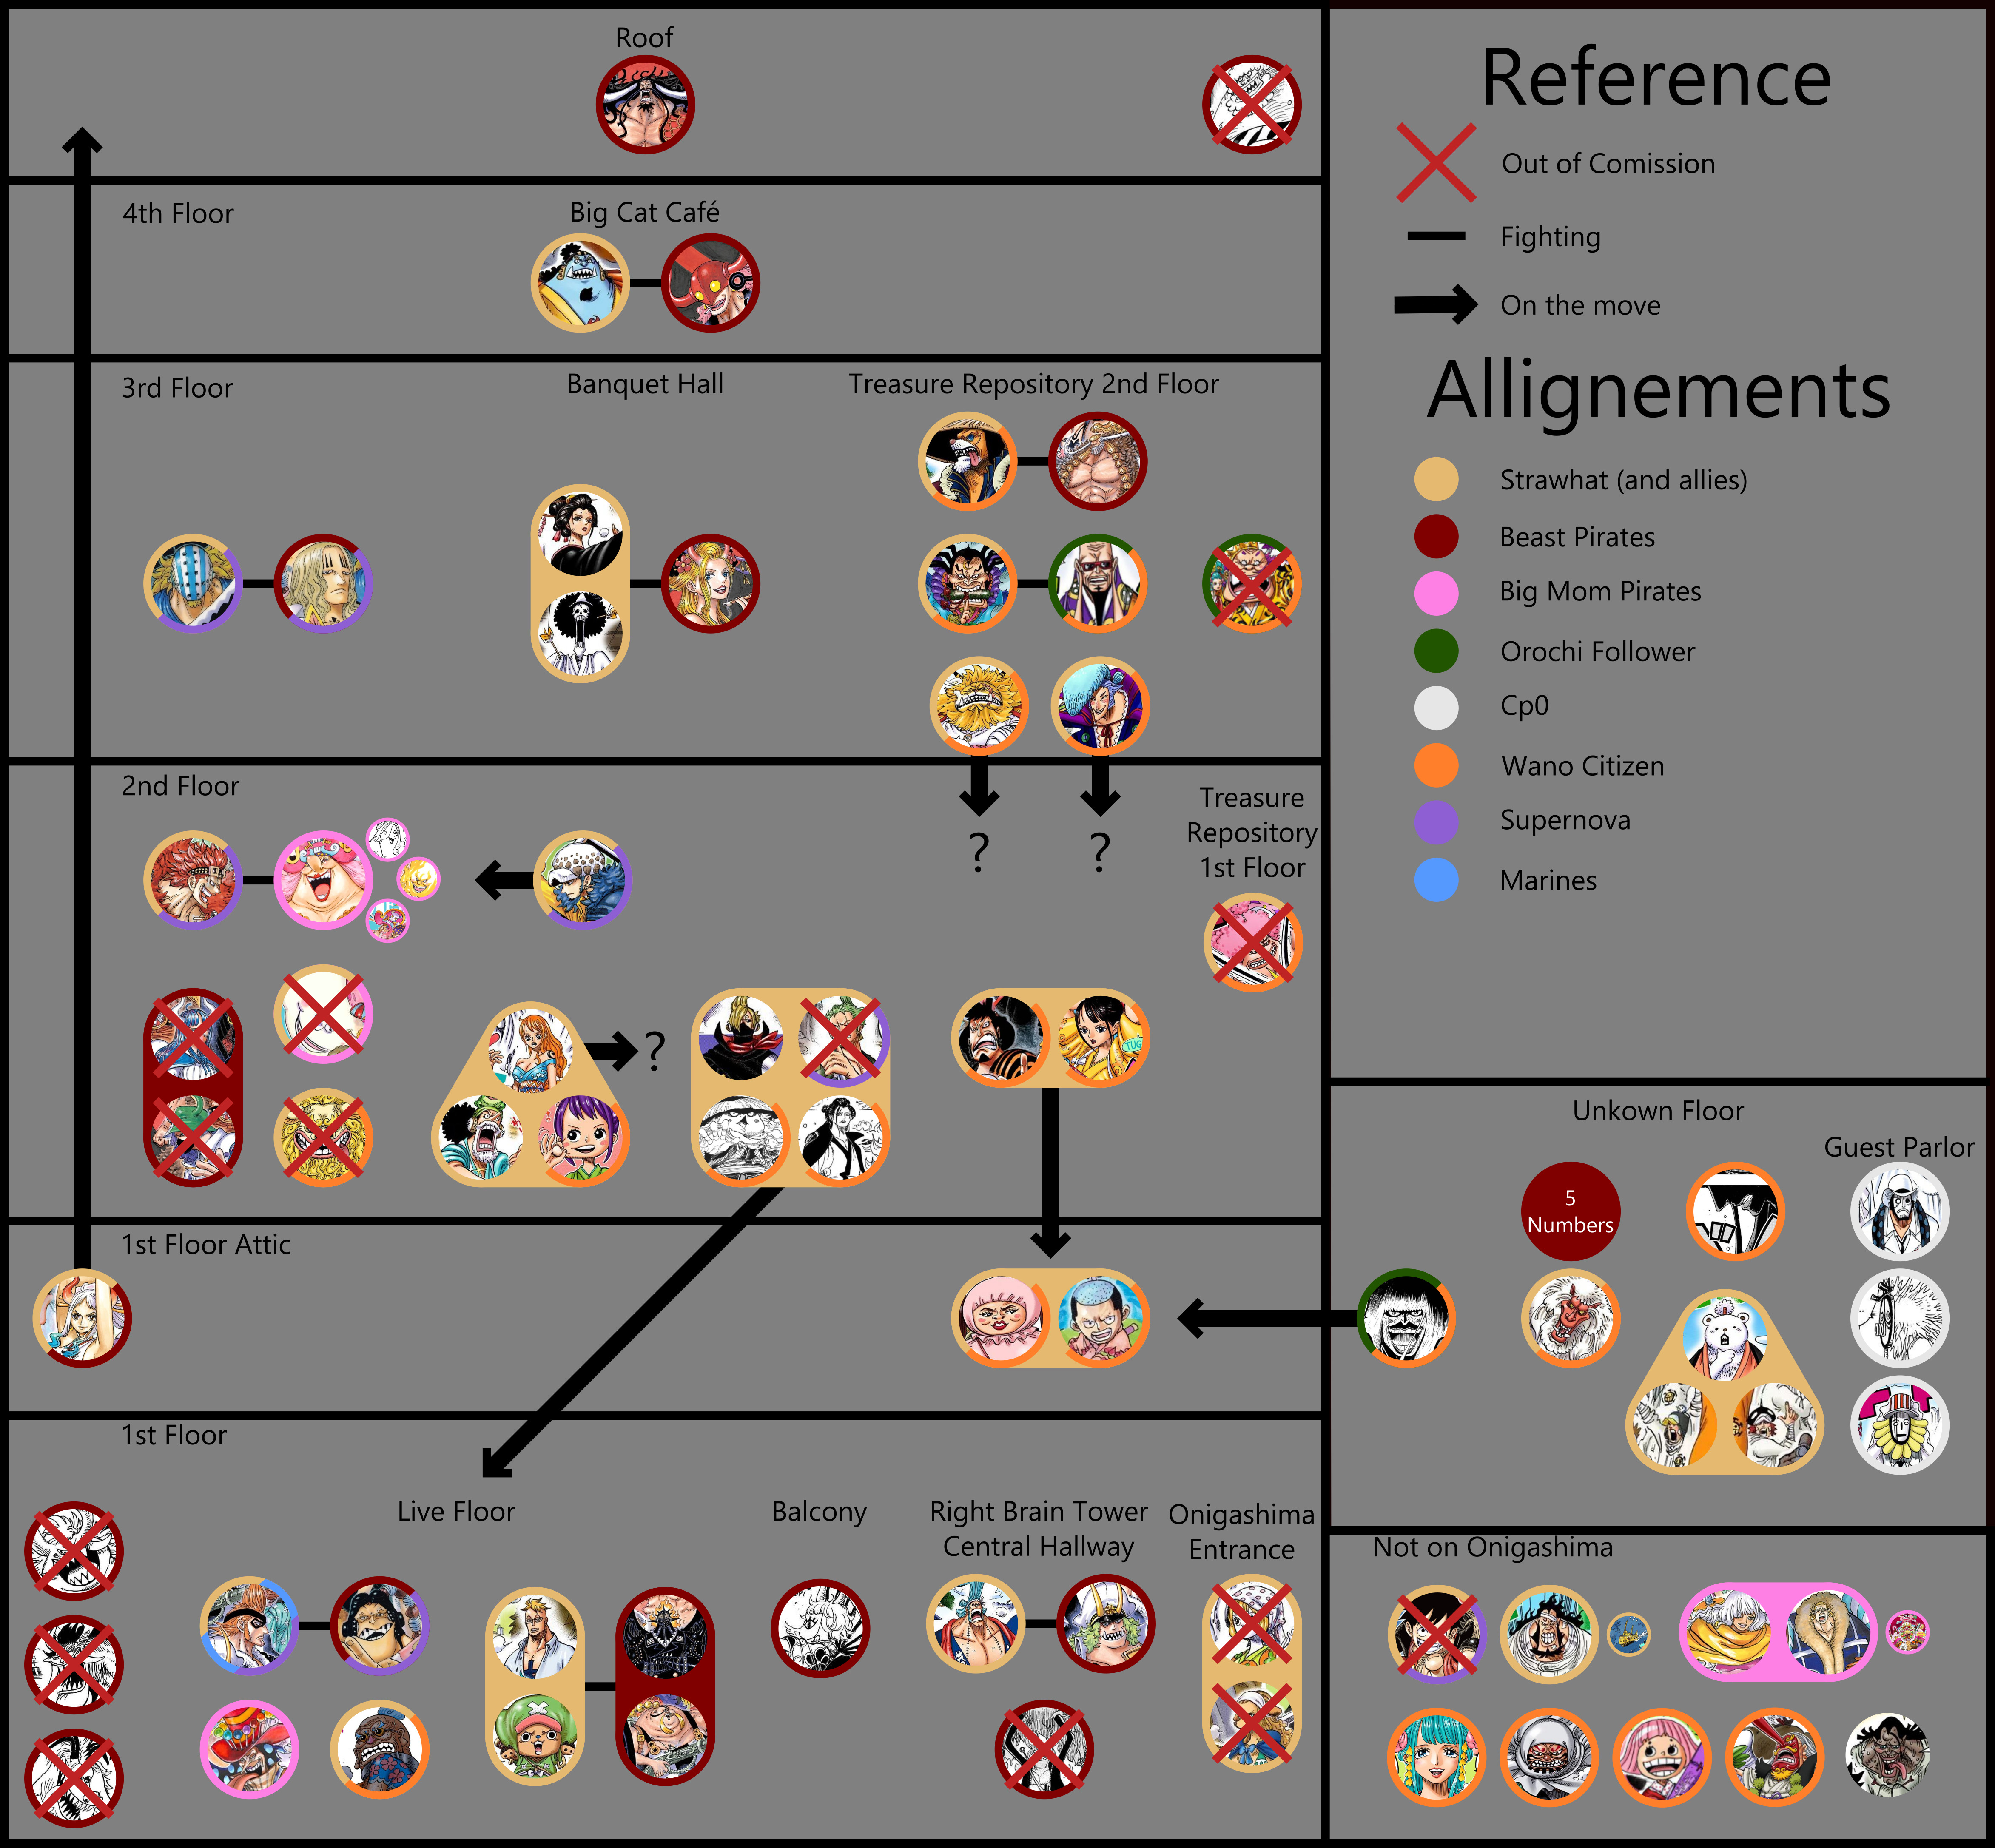 Roof
4th Floor
Big Cat Café
3rd Floor
Banquet Hall
Treasure Repository 2nd Floor
2nd Floor
?
?
Treasure
Repository
1st Floor
?
TUG
1st Floor Attic
1st Floor
Live Floor
Balcony
Right Brain Tower
Central Hallway
Onigashima
Entrance
Reference
Out of Comission
Fighting
On the move
Allignements
Strawhat (and allies)
Beast Pirates
Big Mom Pirates
Orochi Follower
Cp0
Wano Citizen
Supernova
Marines
Unkown Floor
Guest Parlor
5
Numbers
Not on Onigashima